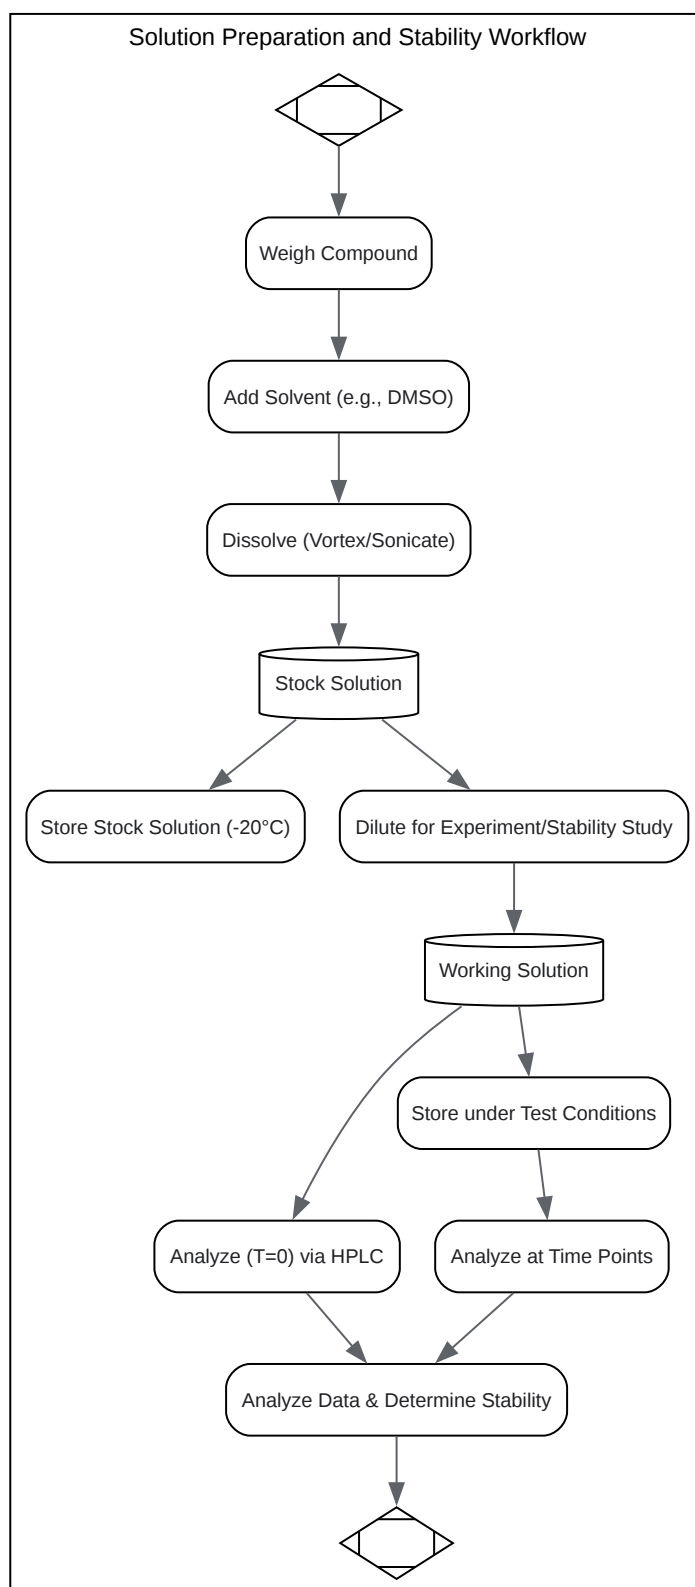 Solution Preparation and Stability Workflow
Weigh Compound
Add Solvent (e.g., DMSO)
Dissolve (Vortex/Sonicate)
Stock Solution
Store Stock Solution (-20°C)
Dilute for Experiment/Stability Study
Working Solution
Store under Test Conditions
Analyze (T=0) via HPLC
Analyze at Time Points
Analyze Data & Determine Stability